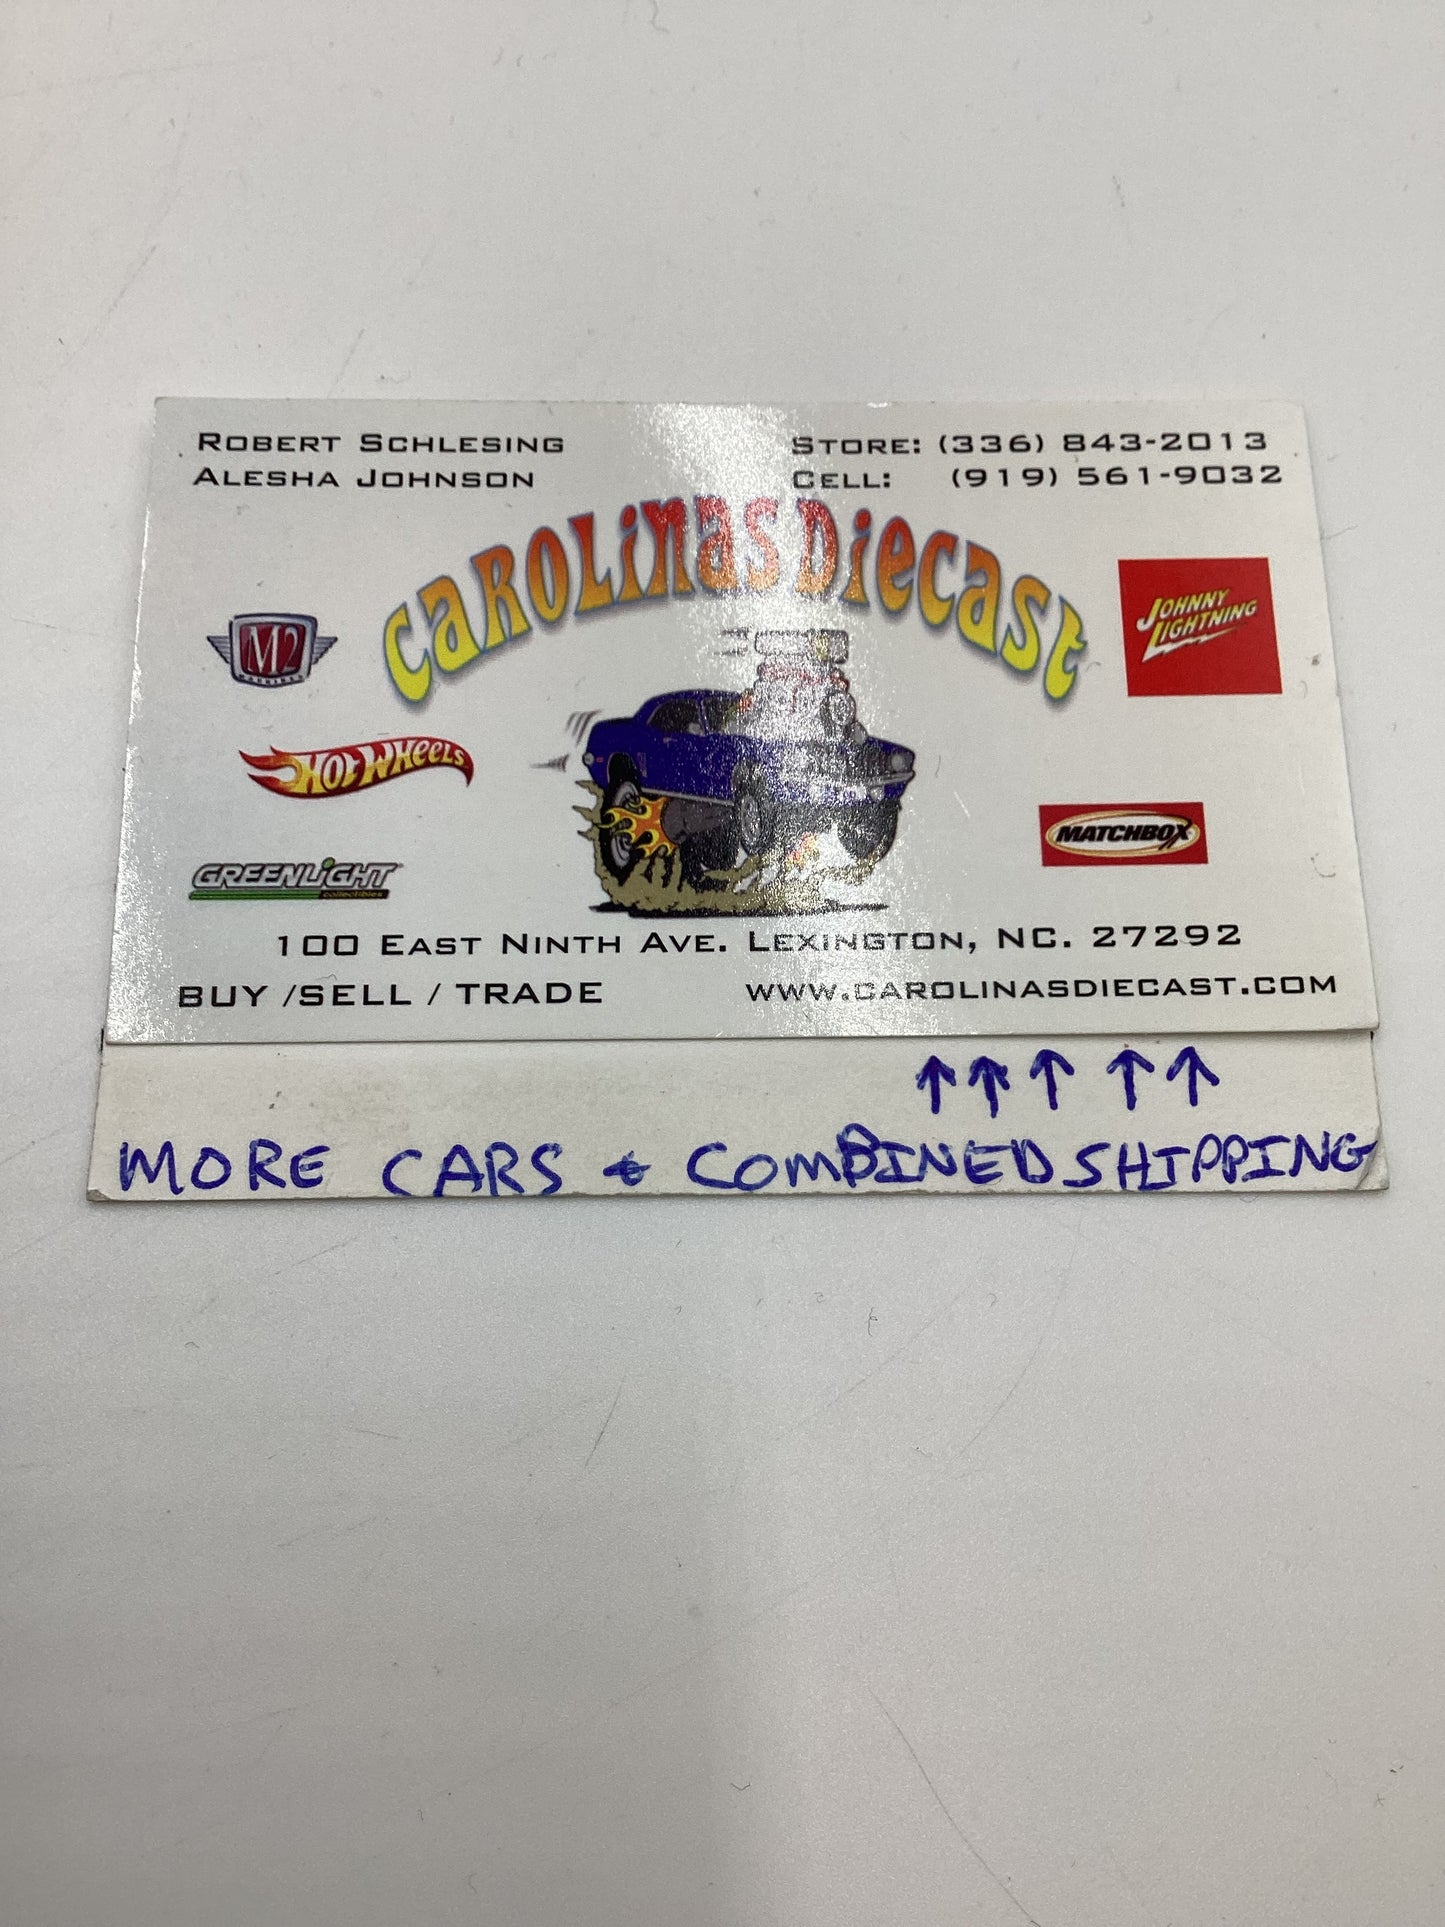 ROBERT SCHLESING
ALESHA JOHNSON
STORE: (336) 843-2013
CELL: (919) 561-9032
CAROLINAS DIECAST
M2
MACHINES
JOHNNY
LIGHTNING
HOT WHEELS
MATCHBOX
GREENLIGHT
collectibles
100 EAST NINTH AVE. LEXINGTON, NC. 27292
BUY /SELL / TRADE
WWW.CAROLINASDIECAST.COM
↑ ↑ ↑ ↑ ↑
MORE CARS & COMBINED SHIPPING